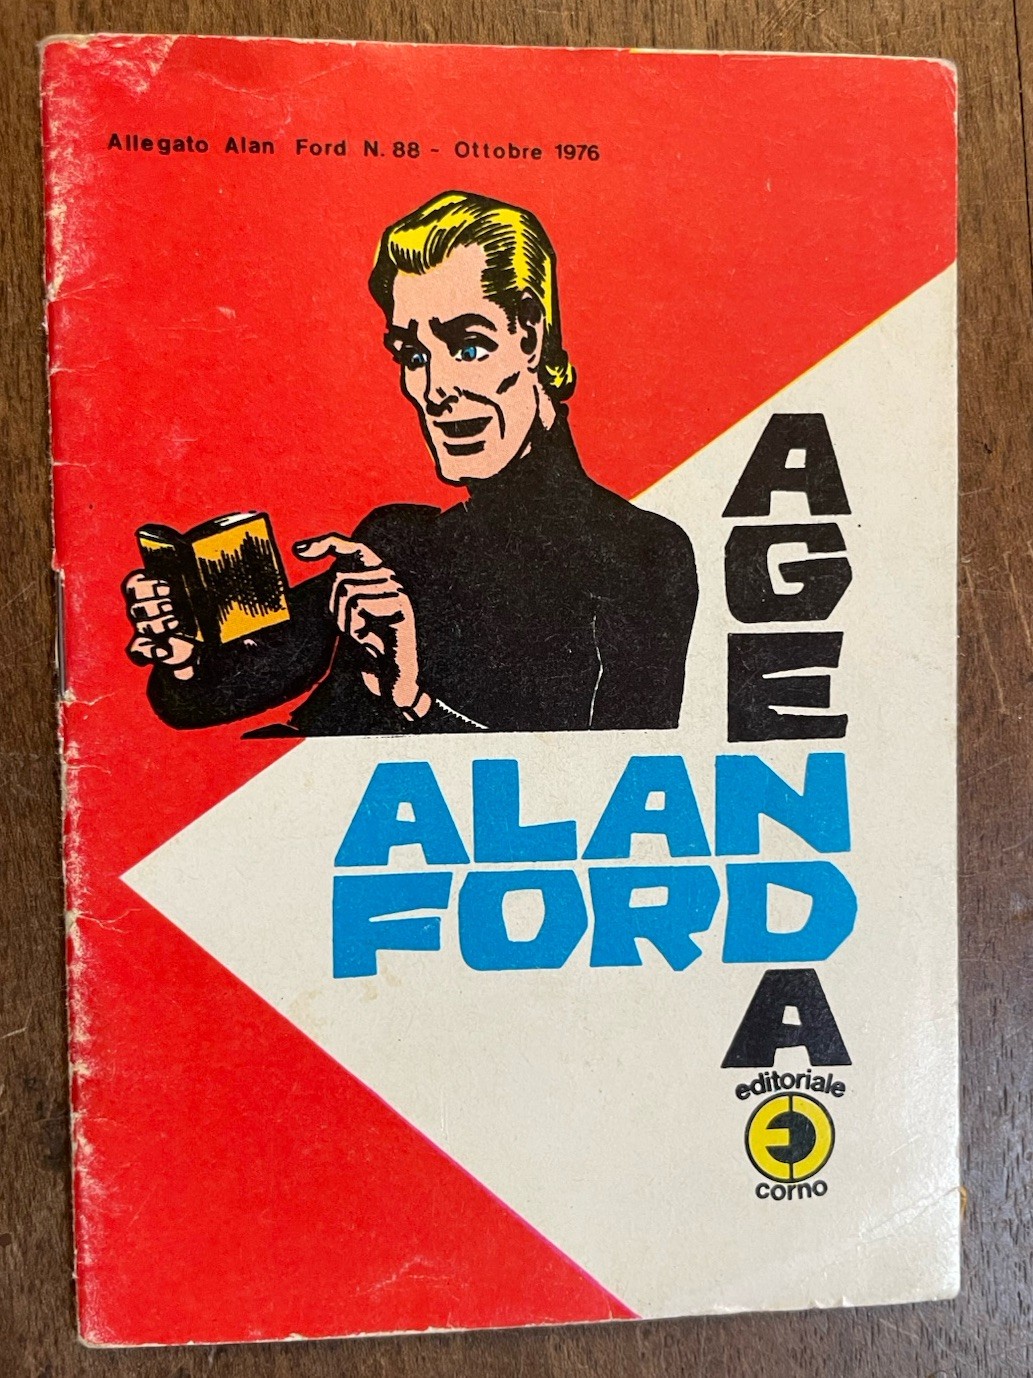 Allegato Alan Ford N. 88 - Ottobre 1976
AGENDA
ALAN
FORD
editoriale
corno